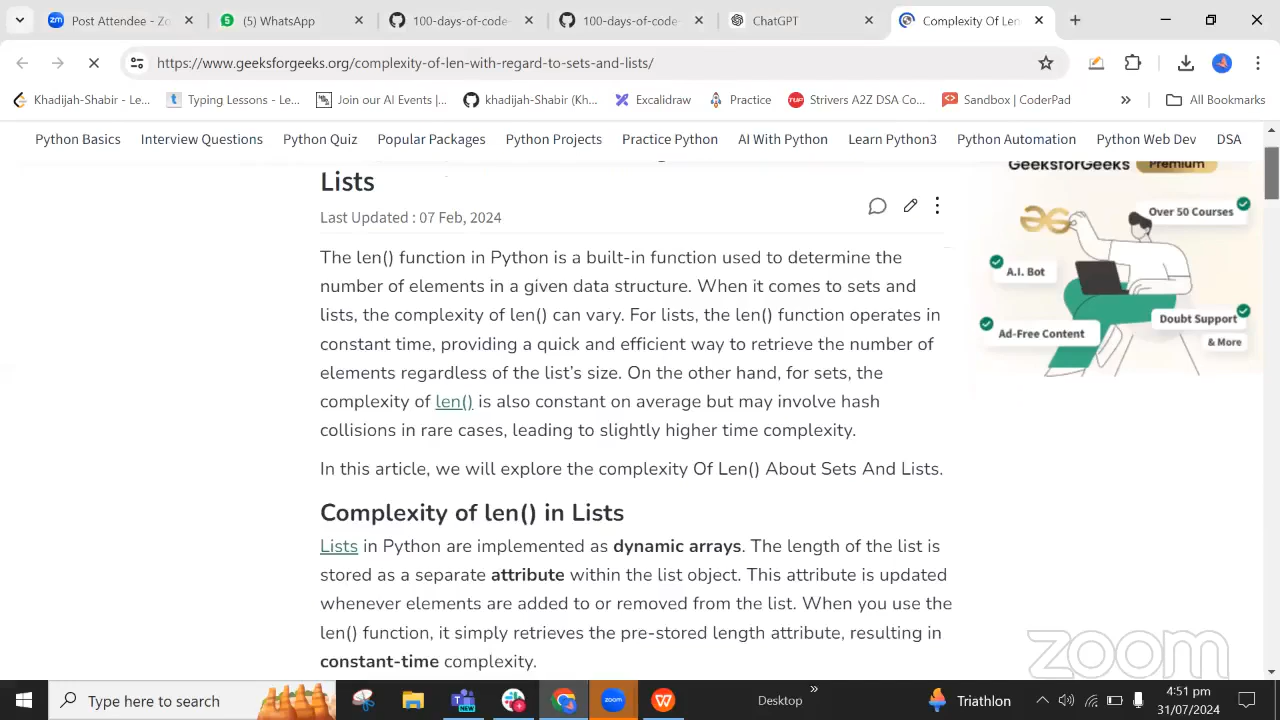 Post Attendee - Zo
(5) WhatsApp
100-days-of-code-
100-days-of-code-
ChatGPT
Complexity Of Len
https://www.geeksforgeeks.org/complexity-of-len-with-regard-to-sets-and-lists/
Khadijah-Shabir - Le...
Typing Lessons - Le...
Join our AI Events |...
khadijah-Shabir (Kh...
Excalidraw
Practice
Strivers A2Z DSA Co...
Sandbox | CoderPad
All Bookmarks
Python Basics
Interview Questions
Python Quiz
Popular Packages
Python Projects
Practice Python
AI With Python
Learn Python3
Python Automation
Python Web Dev
DSA
Lists
Last Updated : 07 Feb, 2024
The len() function in Python is a built-in function used to determine the
number of elements in a given data structure. When it comes to sets and
lists, the complexity of len() can vary. For lists, the len() function operates in
constant time, providing a quick and efficient way to retrieve the number of
elements regardless of the list's size. On the other hand, for sets, the
complexity of len() is also constant on average but may involve hash
collisions in rare cases, leading to slightly higher time complexity.
In this article, we will explore the complexity Of Len() About Sets And Lists.
Complexity of len() in Lists
Lists in Python are implemented as dynamic arrays. The length of the list is
stored as a separate attribute within the list object. This attribute is updated
whenever elements are added to or removed from the list. When you use the
len() function, it simply retrieves the pre-stored length attribute, resulting in
constant-time complexity.
GeeksforGeeks Premium
Over 50 Courses
A.I. Bot
Doubt Support
Ad-Free Content
& More
zoom
Type here to search
NEW
zoom
W
Desktop
Triathlon
4:51 pm
31/07/2024